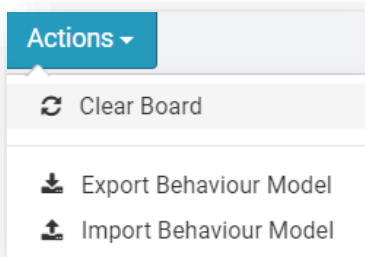 Actions
Clear Board
Export Behaviour Model
Import Behaviour Model